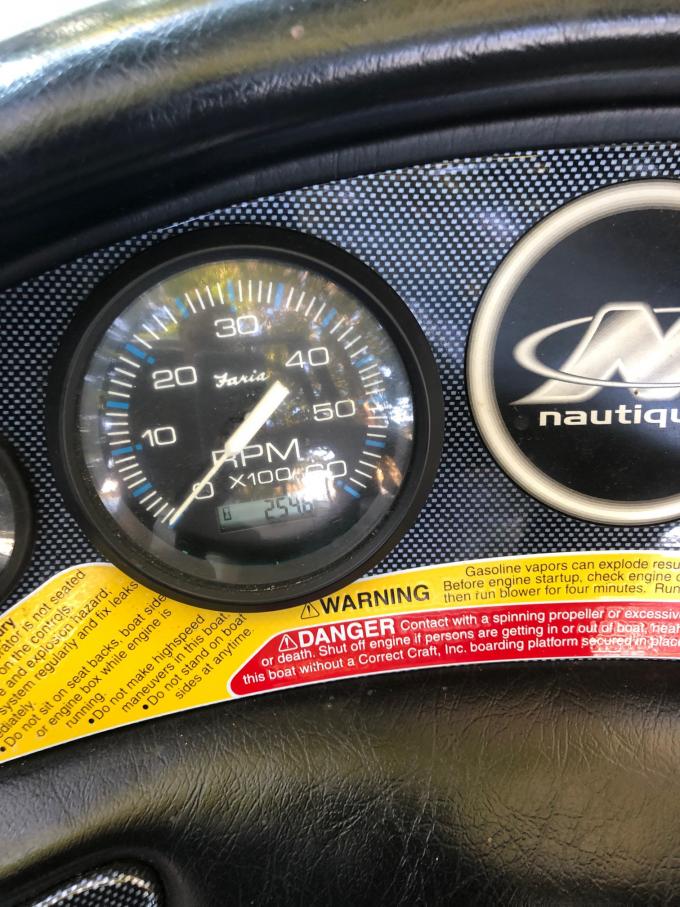 30
20
40
Faria
10
50
RPM
X100
0
60
2546
nautiqu
WARNING
Gasoline vapors can explode resu
Before engine startup, check engine
then run blower for four minutes. Run
DANGER Contact with a spinning propeller or excessiv
or death. Shut off engine if persons are getting in or out of boat, near
this boat without a Correct Craft, Inc. boarding platform secured in place
is not seated
on the controls.
and explosion hazard.
system regularly and fix leaks
• Do not sit on seat backs, boat side
or engine box while engine is
running.
• Do not make highspeed
maneuvers in this boat
• Do not stand on boat
sides at anytime.